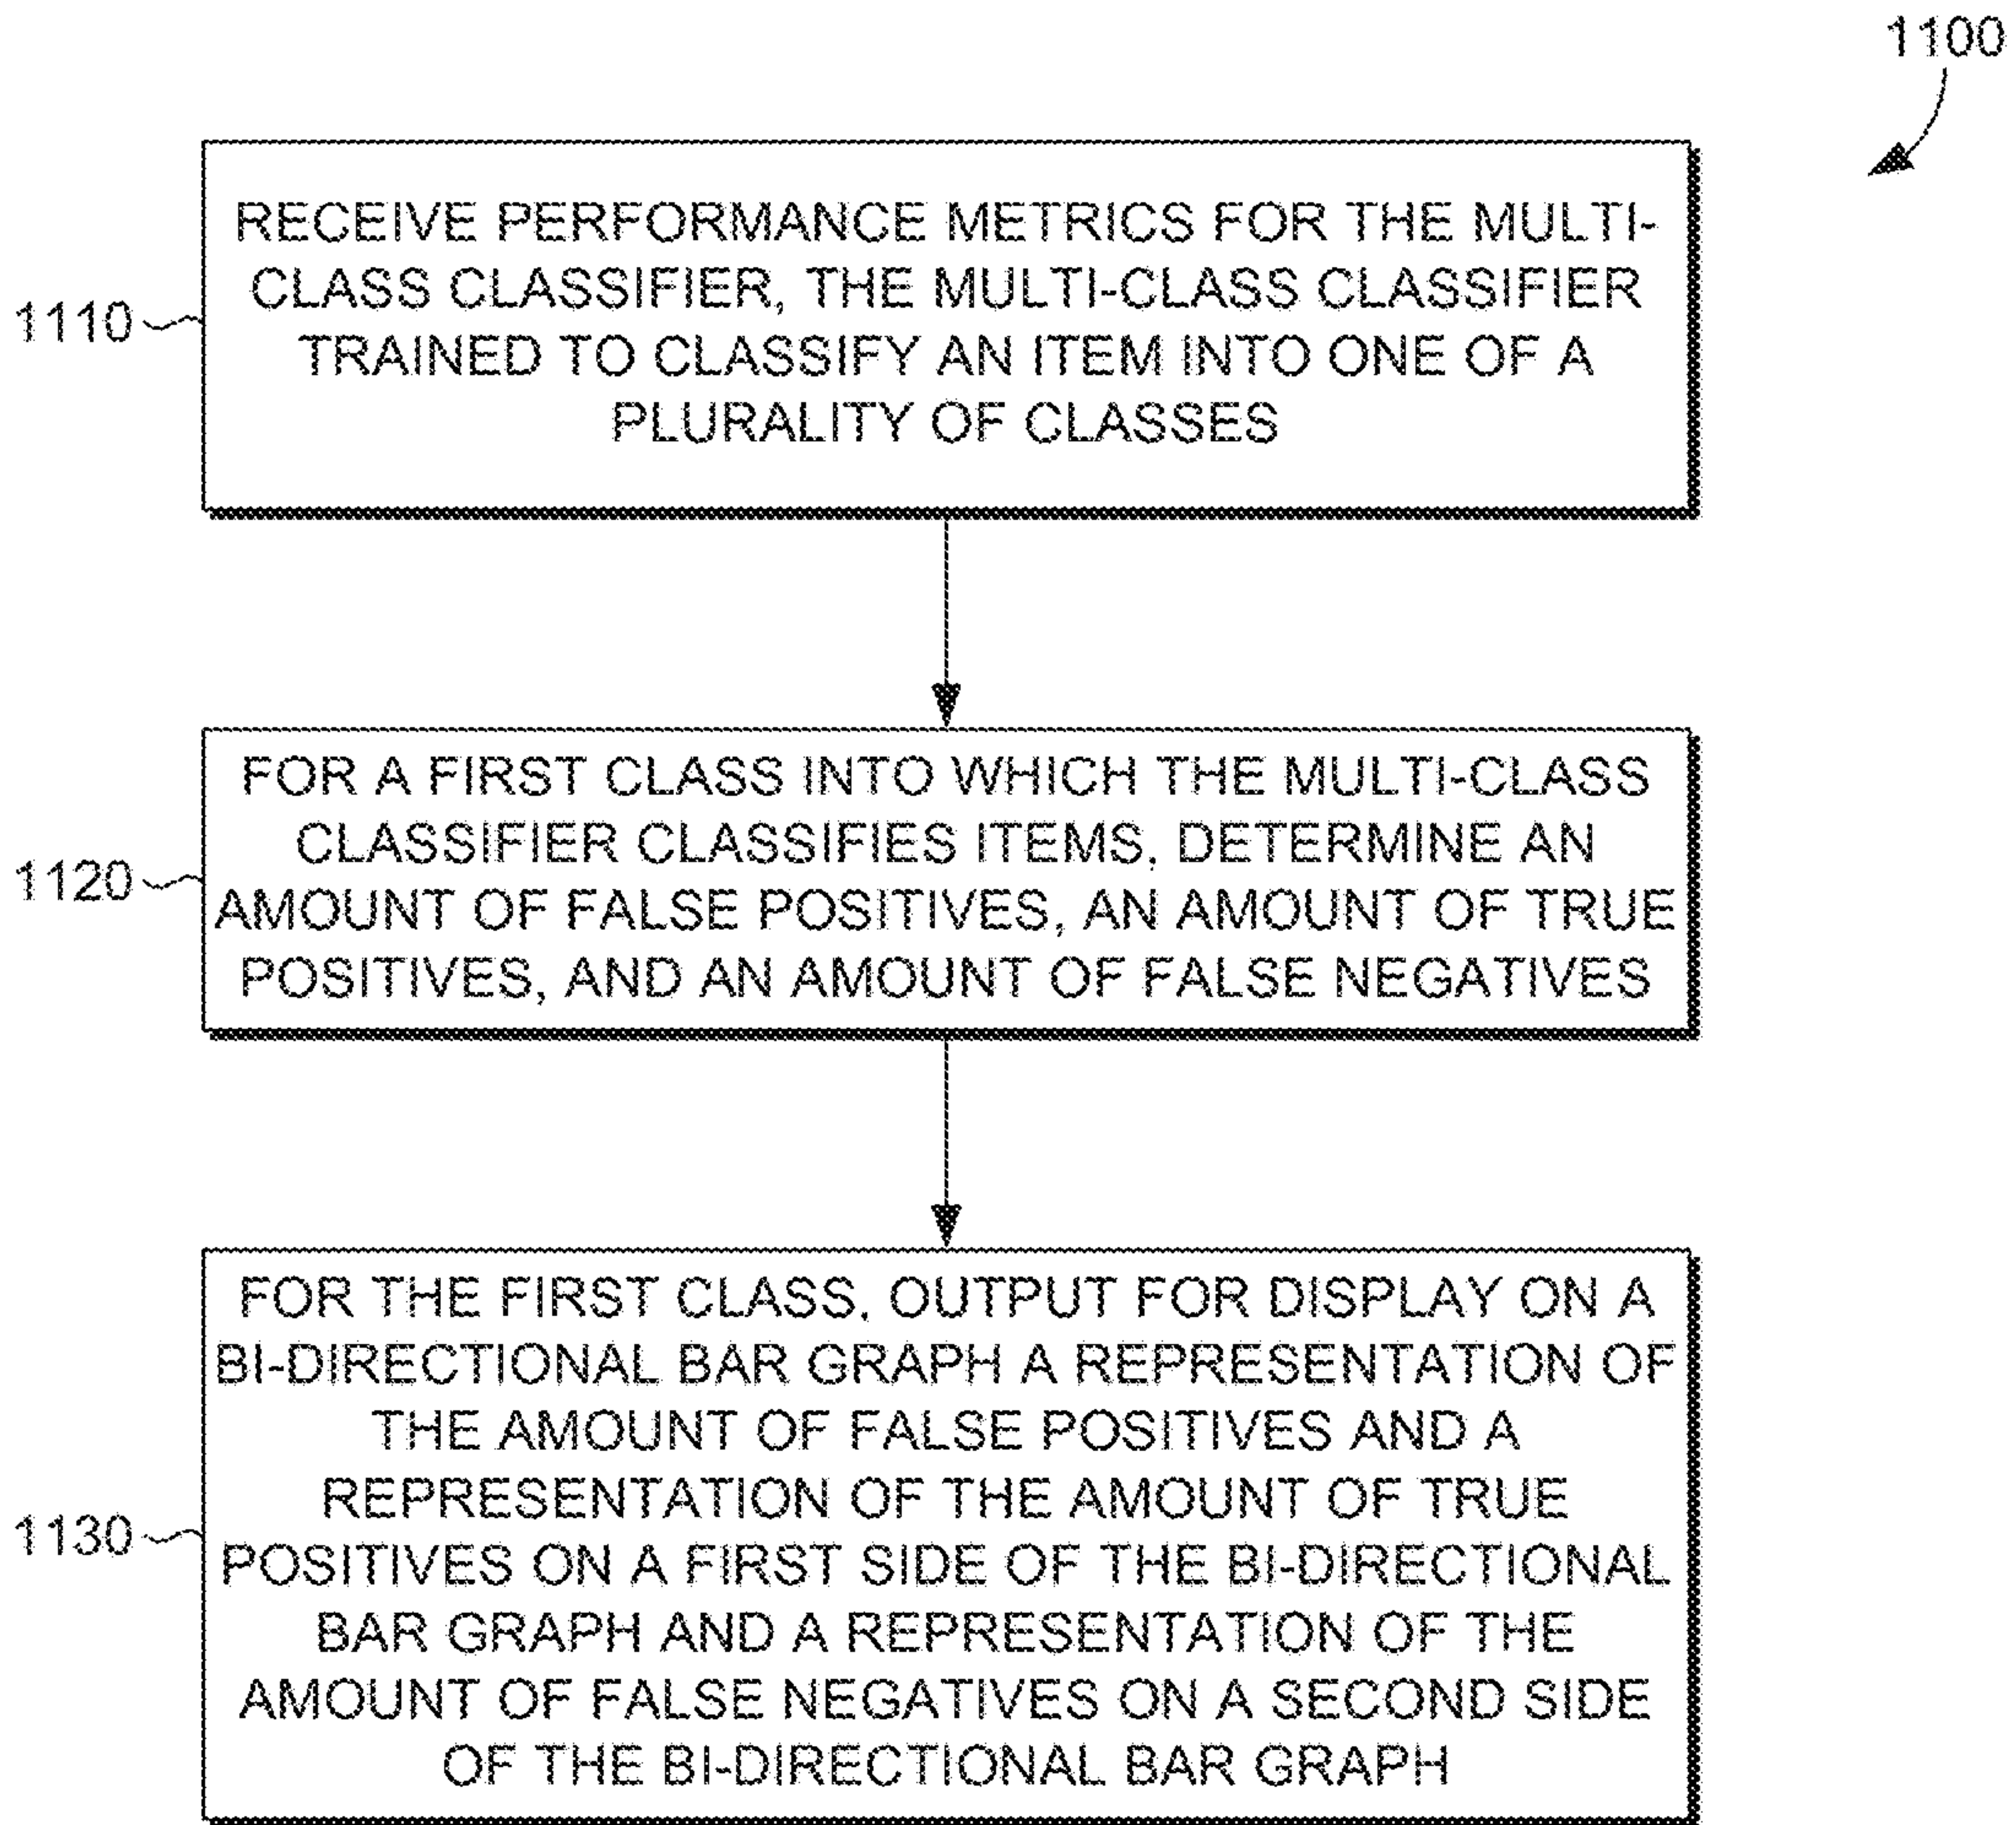 1100
RECEIVE PERFORMANCE METRICS FOR THE MULTI-
CLASS CLASSIFIER, THE MULTI-CLASS CLASSIFIER
TRAINED TO CLASSIFY AN ITEM INTO ONE OF A
PLURALITY OF CLASSES
1110
FOR A FIRST CLASS INTO WHICH THE MULTI-CLASS
CLASSIFIER CLASSIFIES ITEMS, DETERMINE AN
AMOUNT OF FALSE POSITIVES, AN AMOUNT OF TRUE
POSITIVES, AND AN AMOUNT OF FALSE NEGATIVES
1120
FOR THE FIRST CLASS, OUTPUT FOR DISPLAY ON A
BI-DIRECTIONAL BAR GRAPH A REPRESENTATION OF
THE AMOUNT OF FALSE POSITIVES AND A
REPRESENTATION OF THE AMOUNT OF TRUE
POSITIVES ON A FIRST SIDE OF THE BI-DIRECTIONAL
BAR GRAPH AND A REPRESENTATION OF THE
AMOUNT OF FALSE NEGATIVES ON A SECOND SIDE
OF THE BI-DIRECTIONAL BAR GRAPH
1130